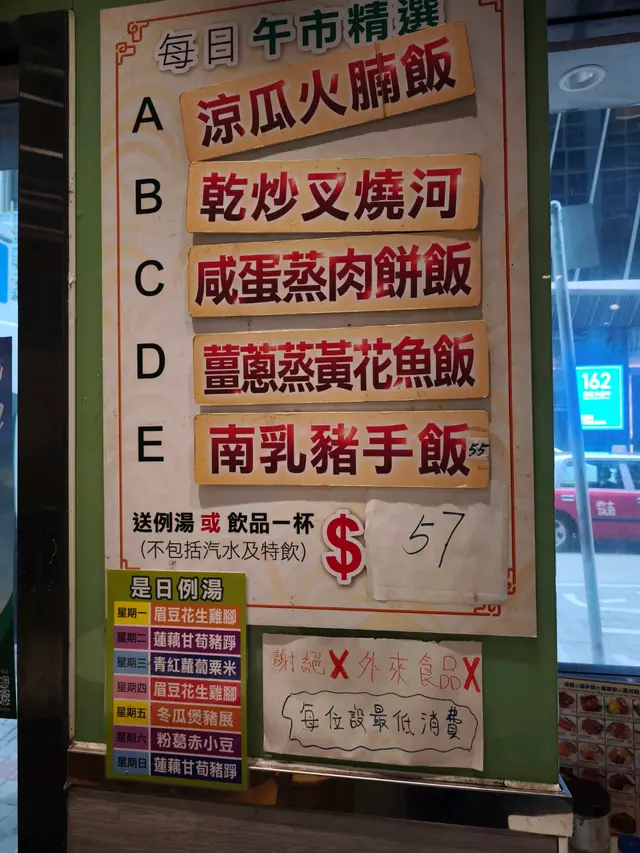 每日 午市精選
A 涼瓜火腩飯
B 乾炒叉燒河
C 咸蛋蒸肉餅飯
D 薑蔥蒸黃花魚飯
E 南乳豬手飯 55
送例湯 或 飲品一杯
(不包括汽水及特飲)
$ 57
是日例湯
星期一 眉豆花生雞腳
星期二 蓮藕甘荀豬踭
星期三 青紅蘿蔔粟米
星期四 眉豆花生雞腳
星期五 冬瓜煲豬展
星期六 粉葛赤小豆
星期日 蓮藕甘荀豬踭
謝絕X外來食品X
每位設最低消費
162